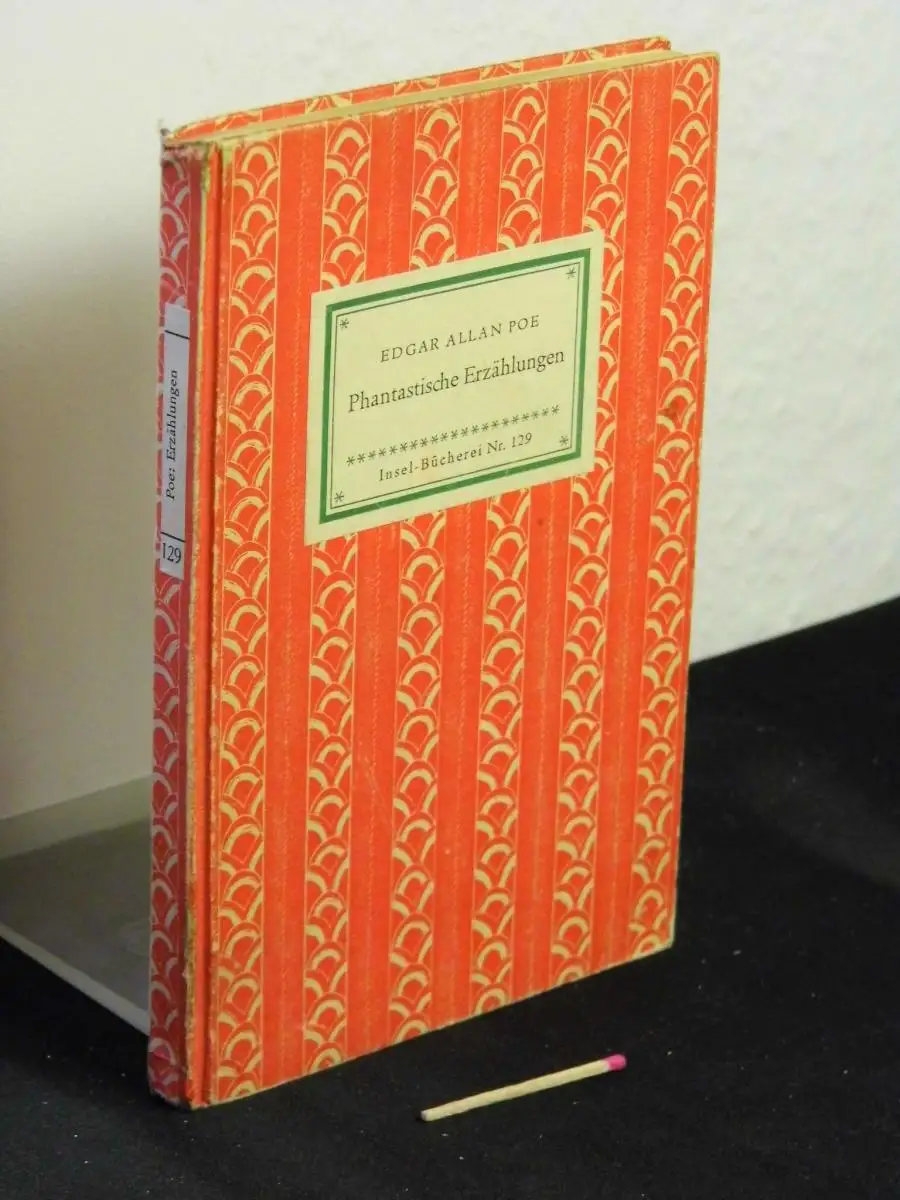 EDGAR ALLAN POE
Phantastische Erzählungen
*********************
Insel-Bücherei Nr. 129
Poe: Erzählungen
129